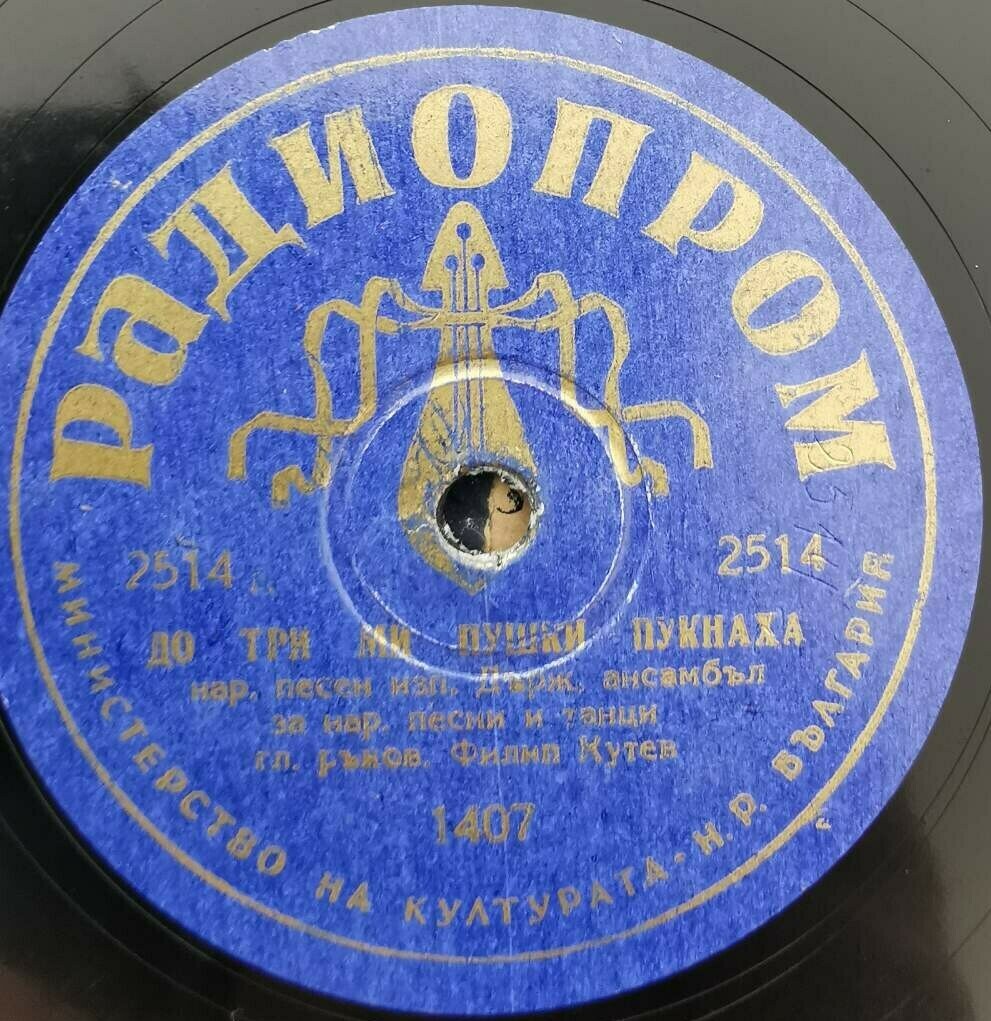 РАДИОПРОМ
2514 2514
ДО ТРИ МИ ПУШКИ ПУКНАХА
нар. песен изп. Държ. ансамбъл
за нар. песни и танци
гл. ръков. Филип Кутев
1407
МИНИСТЕРСТВО НА КУЛТУРАТА - Н. Р. БЪЛГАРИЯ